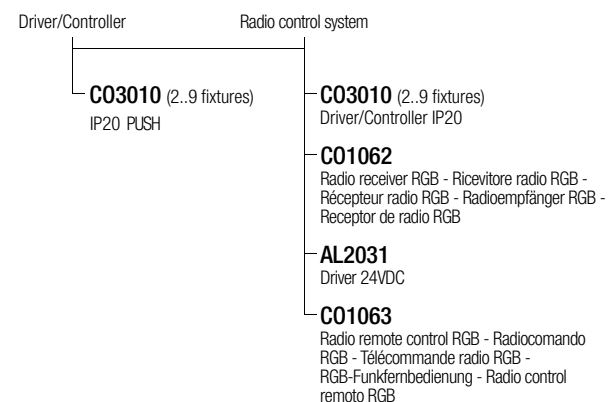 Driver/Controller
Radio control system
CO3010 (2..9 fixtures)
IP20 PUSH
CO3010 (2..9 fixtures)
Driver/Controller IP20
CO1062
Radio receiver RGB - Ricevitore radio RGB -
Récepteur radio RGB - Radioempfänger RGB -
Receptor de radio RGB
AL2031
Driver 24VDC
CO1063
Radio remote control RGB - Radiocomando
RGB - Télécommande radio RGB -
RGB-Funkfernbedienung - Radio control
remoto RGB